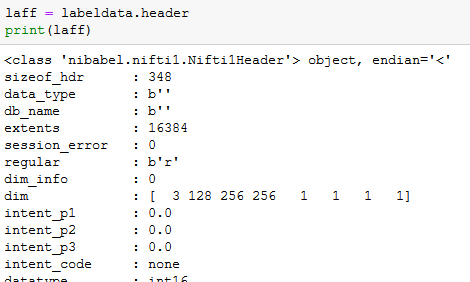 laff = labeldata.header
print(laff)
<class 'nibabel.nifti1.Nifti1Header'> object, endian='<'
sizeof_hdr      : 348
data_type       : b''
db_name         : b''
extents         : 16384
session_error   : 0
regular         : b'r'
dim_info        : 0
dim             : [  3 128 256 256   1   1   1   1]
intent_p1       : 0.0
intent_p2       : 0.0
intent_p3       : 0.0
intent_code     : none
datatype        : int16